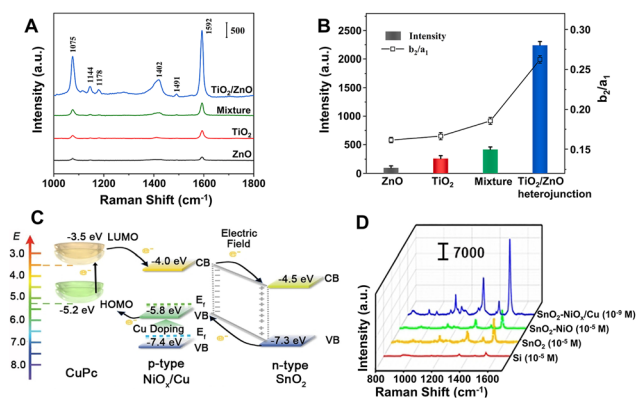 A
1592
500
1075
1144
1178
1402
1491
TiO2/ZnO
Mixture
TiO2
ZnO
Intensity (a.u.)
1000 1200 1400 1600 1800
Raman Shift (cm-1)
B
Intensity
b2/a1
2500
2000
1500
1000
500
0
Intensity (a.u.)
0.30
0.25
0.20
0.15
b2/a1
ZnO TiO2 Mixture TiO2/ZnO
heterojunction
Raman Shift (cm-1)
C
E
3.0
4.0
5.0
6.0
7.0
8.0
-3.5 eV
LUMO
e-
-5.2 eV
HOMO
e-
CuPc
-4.0 eV
CB
-5.8 eV
Ef
VB
Cu Doping
Ef
-7.4 eV
VB
e-
p-type
NiOx/Cu
Electric
Field
e-
-4.5 eV
CB
-7.3 eV
VB
n-type
SnO2
D
7000
SnO2-NiOx/Cu (10-9 M)
SnO2-NiO (10-5 M)
SnO2 (10-5 M)
Si (10-5 M)
Intensity (a.u.)
800 1000 1200 1400 1600
Raman Shift (cm-1)